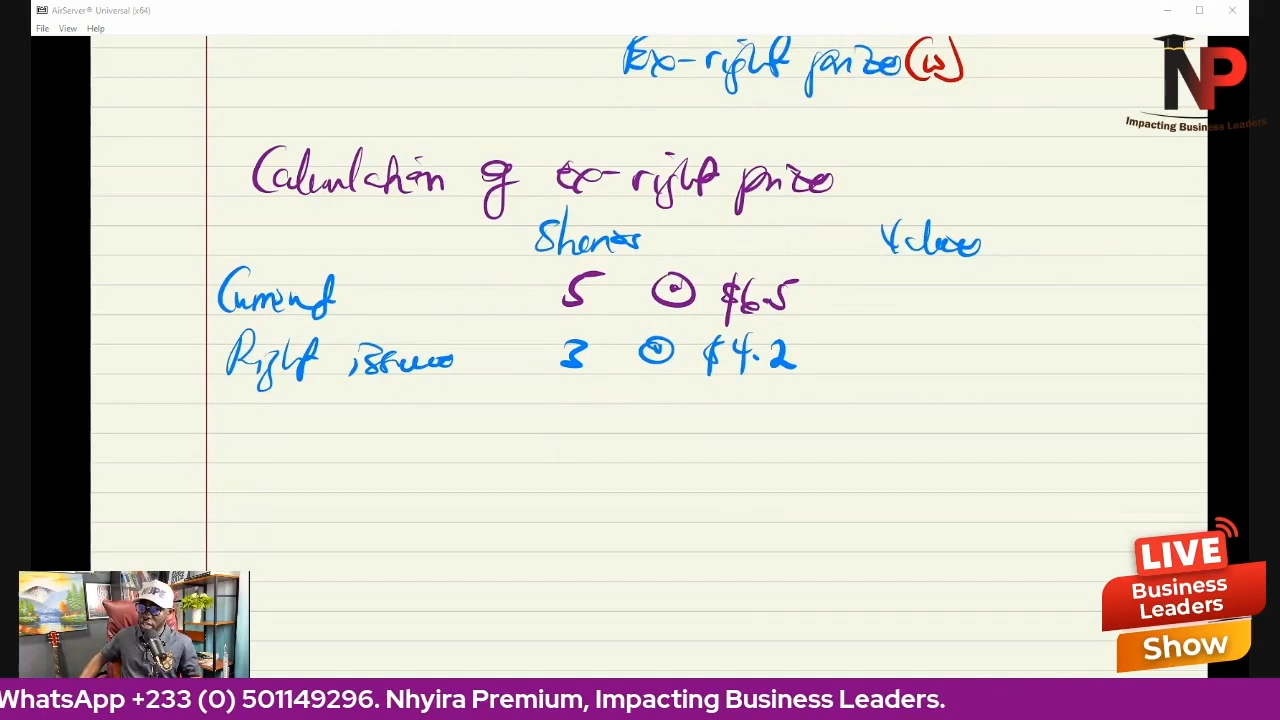 AirServer® Universal (x64)
File View Help
Ex-right price (w)
NP
Impacting Business Leaders
Calculation of ex-right price
Shares Values
Current 5 @ $6.5
Right issue 3 @ $4.2
LIVE
Business
Leaders
Show
WhatsApp +233 (0) 501149296. Nhyira Premium, Impacting Business Leaders.